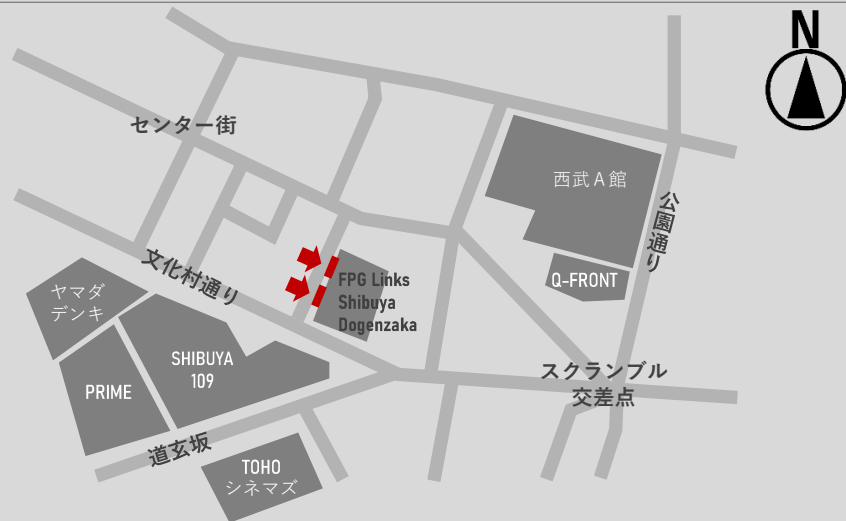 N
センター街
西武A館
公園通り
文化村通り
Q-FRONT
FPG Links
Shibuya
Dogenzaka
ヤマダ
デンキ
SHIBUYA
109
PRIME
スクランブル
交差点
道玄坂
TOHO
シネマズ